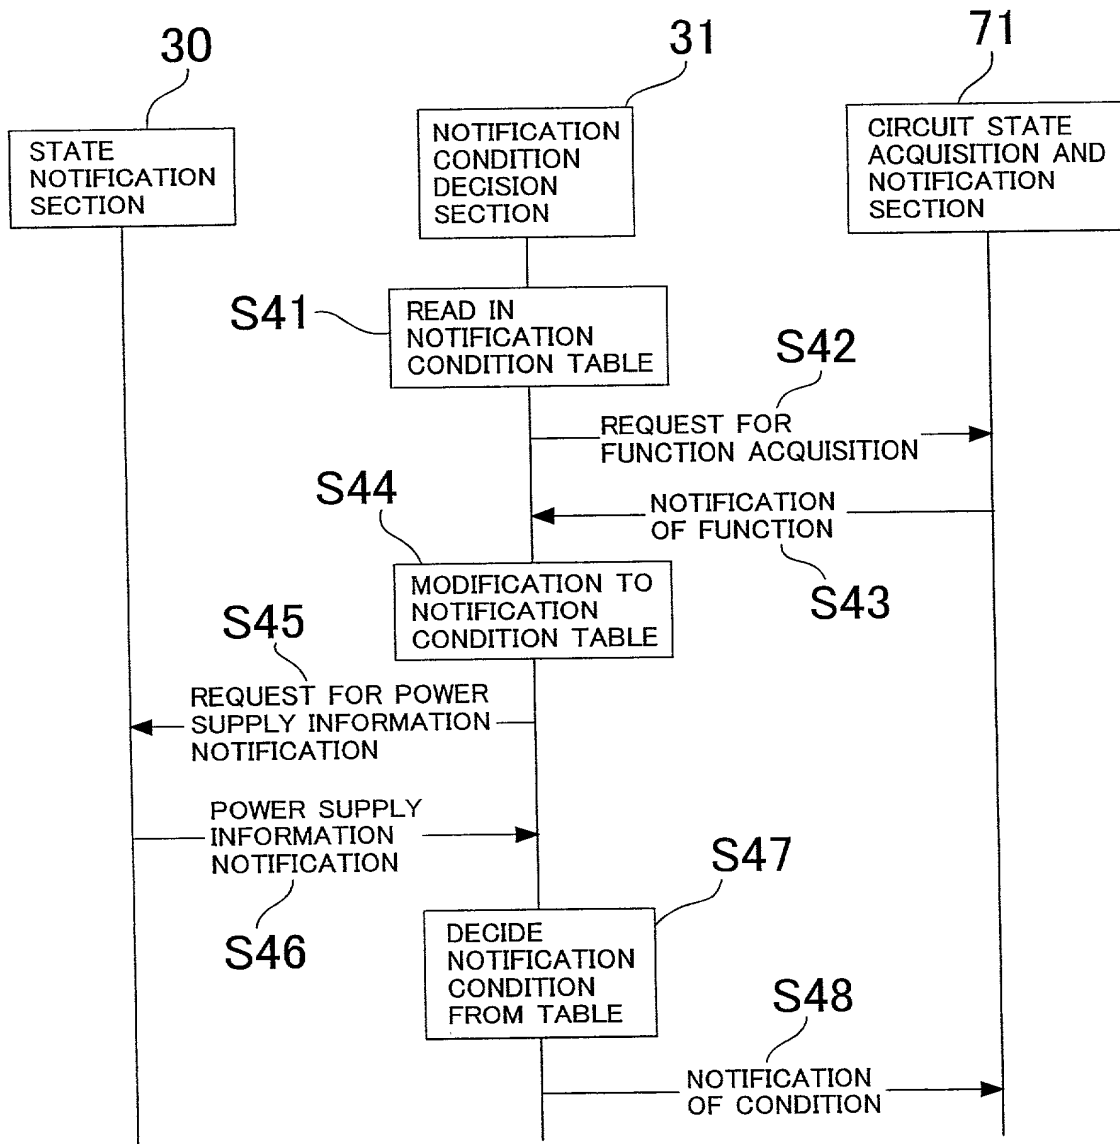 30
31
71
STATE
NOTIFICATION
SECTION
NOTIFICATION
CONDITION
DECISION
SECTION
CIRCUIT STATE
ACQUISITION AND
NOTIFICATION
SECTION
S41
READ IN
NOTIFICATION
CONDITION TABLE
S42
REQUEST FOR
FUNCTION ACQUISITION
S44
NOTIFICATION
OF FUNCTION
S43
MODIFICATION TO
NOTIFICATION
CONDITION TABLE
S45
REQUEST FOR POWER
SUPPLY INFORMATION
NOTIFICATION
POWER SUPPLY
INFORMATION
NOTIFICATION
S46
S47
DECIDE
NOTIFICATION
CONDITION
FROM TABLE
S48
NOTIFICATION
OF CONDITION